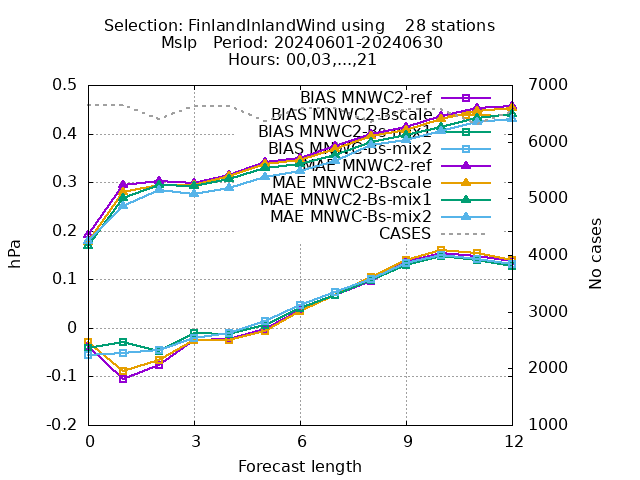 Selection: FinlandInlandWind using    28 stations
Mslp   Period: 20240601-20240630
Hours: 00,03,...,21
0.5
0.4
0.3
0.2
0.1
0
-0.1
-0.2
hPa
7000
6000
5000
4000
3000
2000
1000
No cases
BIAS MNWC2-ref
BIAS MNWC2-Bscale
BIAS MNWC2-Bs-mix1
BIAS MNWC-Bs-mix2
MAE MNWC2-ref
MAE MNWC2-Bscale
MAE MNWC2-Bs-mix1
MAE MNWC-Bs-mix2
CASES
0 3 6 9 12
Forecast length